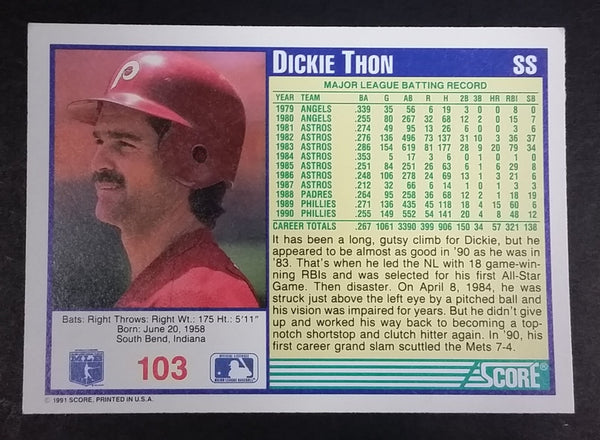 DICKIE THON SS
MAJOR LEAGUE BATTING RECORD
YEAR TEAM BA G AB R H 2B 3B HR RBI SB
1979 ANGELS .339 35 56 6 19 3 0 0 8 0
1980 ANGELS .255 80 267 32 68 12 2 0 15 7
1981 ASTROS .274 49 95 13 26 6 0 0 3 6
1982 ASTROS .276 136 496 73 137 31 10 3 36 37
1983 ASTROS .286 154 619 81 177 28 9 20 79 34
1984 ASTROS .353 5 17 3 6 0 1 0 1 0
1985 ASTROS .251 84 251 26 63 6 1 6 29 8
1986 ASTROS .248 106 278 24 69 13 1 3 21 6
1987 ASTROS .212 32 66 6 14 1 0 1 3 3
1988 PADRES .264 95 258 36 68 12 2 1 18 19
1989 PHILLIES .271 136 435 45 118 18 4 15 60 6
1990 PHILLIES .255 149 552 54 141 20 4 8 48 12
CAREER TOTALS .267 1061 3390 399 906 150 34 57 321 138
It has been a long, gutsy climb for Dickie, but he
appeared to be almost as good in '90 as he was in
'83. That's when he led the NL with 18 game-win-
ning RBIs and was selected for his first All-Star
Game. Then disaster. On April 8, 1984, he was
struck just above the left eye by a pitched ball and
his vision was impaired for years. But he didn't give
up and worked his way back to becoming a top-
notch shortstop and clutch hitter again. In '90, his
first career grand slam scuttled the Mets 7-4.
P
Bats: Right Throws: Right Wt.: 175 Ht.: 5'11"
Born: June 20, 1958
South Bend, Indiana
103
SCORE®
© 1991 SCORE, PRINTED IN U.S.A.